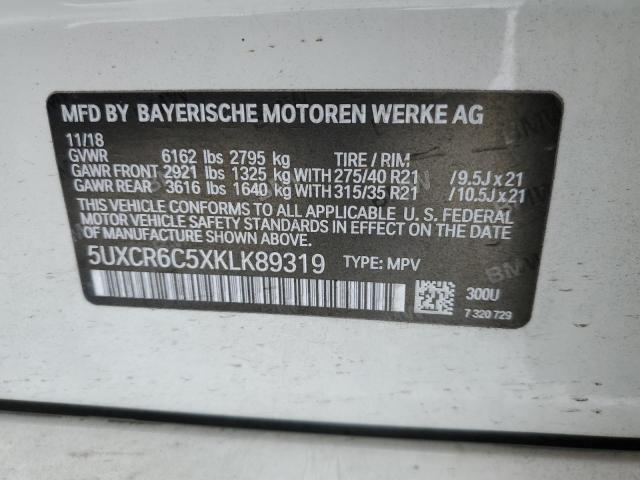 MFD BY BAYERISCHE MOTOREN WERKE AG
11/18
GVWR 6162 lbs 2795 kg TIRE / RIM
GAWR FRONT 2921 lbs 1325 kg WITH 275/40 R21 /9.5J x 21
GAWR REAR 3616 lbs 1640 kg WITH 315/35 R21 /10.5J x 21
THIS VEHICLE CONFORMS TO ALL APPLICABLE U. S. FEDERAL
MOTOR VEHICLE SAFETY STANDARDS IN EFFECT ON THE DATE
OF MANUFACTURE SHOWN ABOVE.
5UXCR6C5XKLK89319 TYPE: MPV
300U
7 320 729